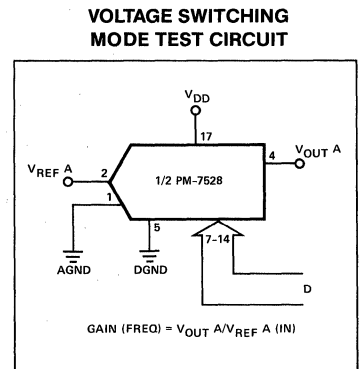 VOLTAGE SWITCHING
MODE TEST CIRCUIT
VDD
17
VREF A
2
1/2 PM-7528
4
VOUT A
1
5
7-14
AGND
DGND
D
GAIN (FREQ) = VOUT A/VREF A (IN)